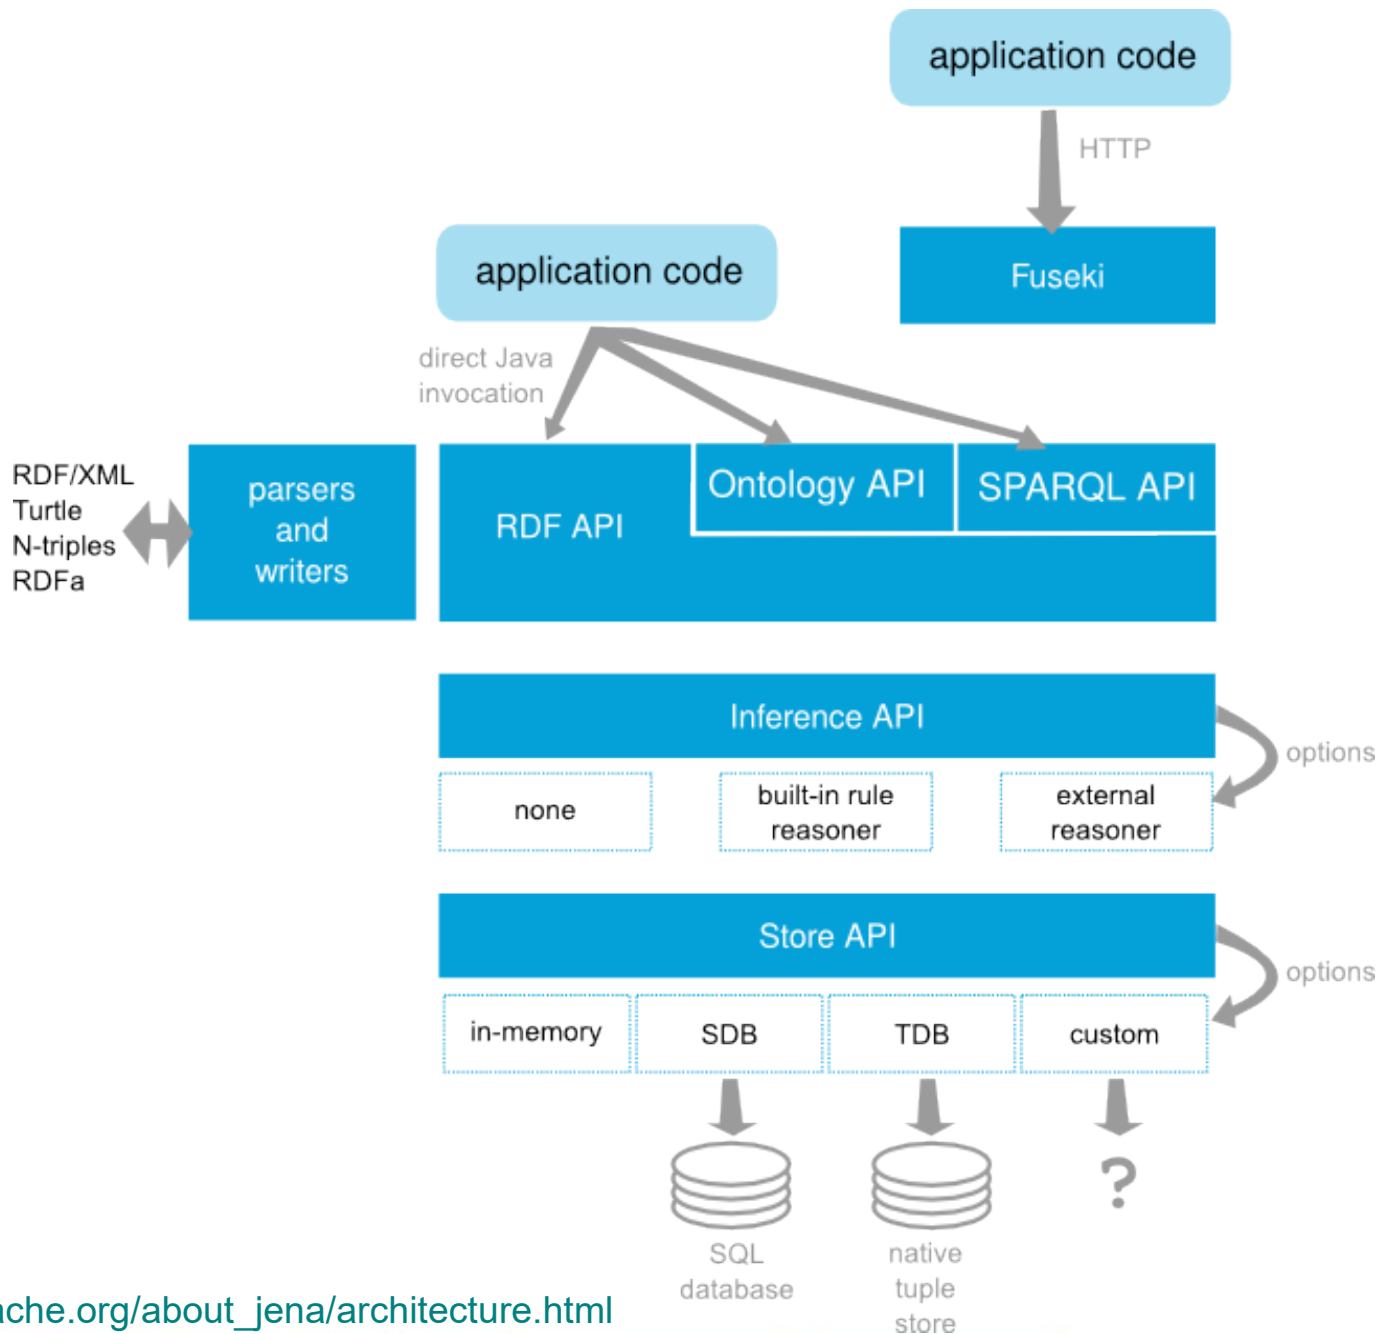 application code
HTTP
Fuseki
application code
direct Java
invocation
RDF/XML
Turtle
N-triples
RDFa
parsers
and
writers
RDF API
Ontology API
SPARQL API
Inference API
options
none
built-in rule
reasoner
external
reasoner
Store API
options
in-memory
SDB
TDB
custom
?
SQL
database
native
tuple
store
ache.org/about_jena/architecture.html